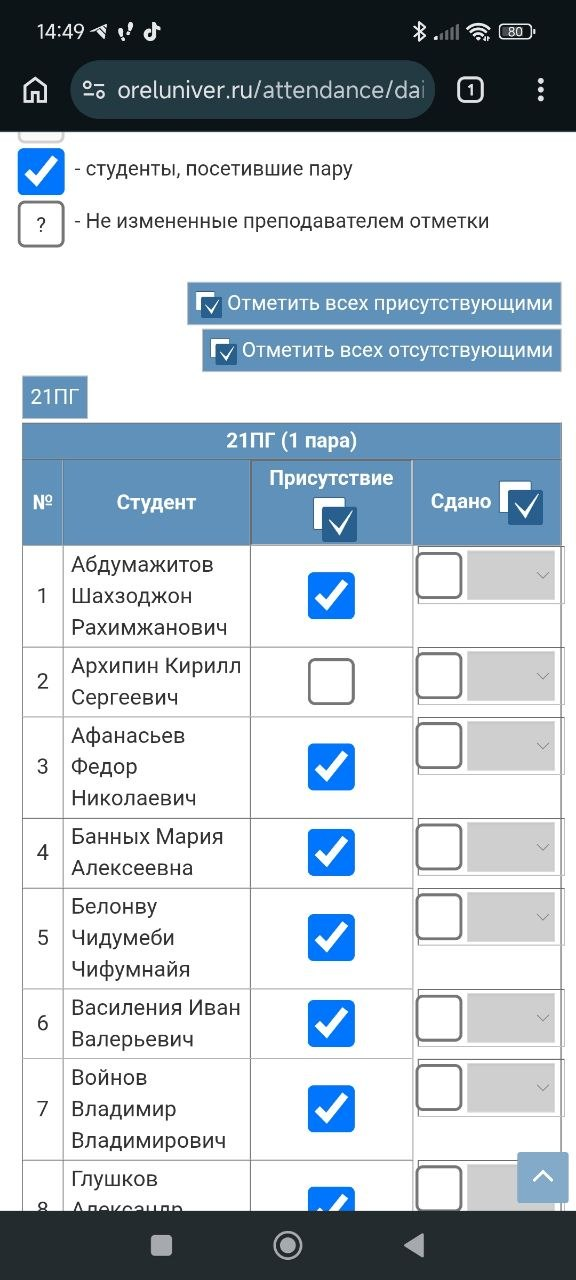 14:49
80
oreluniver.ru/attendance/dai
1
- студенты, посетившие пару
? - Не измененные преподавателем отметки
Отметить всех присутствующими
Отметить всех отсутствующими
21ПГ
21ПГ (1 пара)
№ Студент Присутствие Сдано
1 Абдумажитов
Шахзоджон
Рахимжанович
2 Архипин Кирилл
Сергеевич
3 Афанасьев
Федор
Николаевич
4 Банных Мария
Алексеевна
5 Белонву
Чидумеби
Чифумнайя
6 Василения Иван
Валерьевич
7 Войнов
Владимир
Владимирович
8 Глушков
Александр